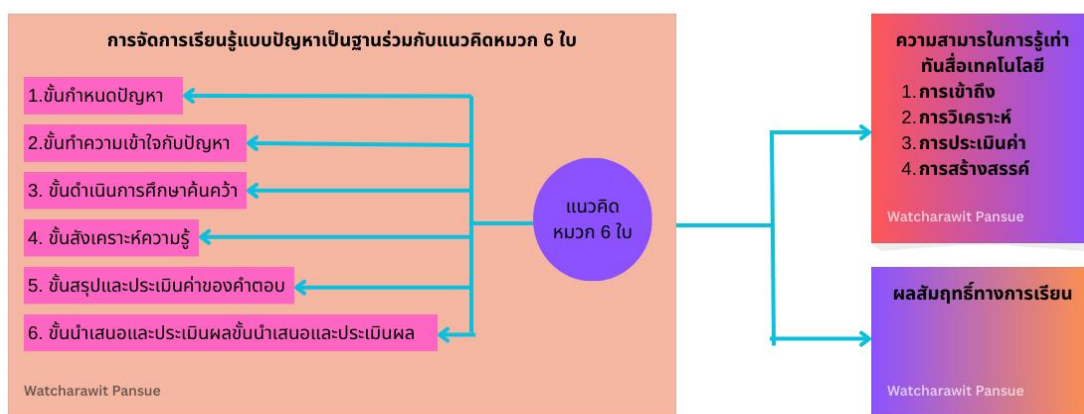 การจัดการเรียนรู้แบบปัญหาเป็นฐานร่วมกับแนวคิดหมวก 6 ใบ
1.ขั้นกำหนดปัญหา
2.ขั้นทำความเข้าใจกับปัญหา
3. ขั้นดำเนินการศึกษาค้นคว้า
4. ขั้นสังเคราะห์ความรู้
5. ขั้นสรุปและประเมินค่าของคำตอบ
6. ขั้นนำเสนอและประเมินผลขั้นนำเสนอและประเมินผล
Watcharawit Pansue
แนวคิด
หมวก 6 ใบ
ความสามารในการรู้เท่า
ทันสื่อเทคโนโลยี
1. การเข้าถึง
2. การวิเคราะห์
3. การประเมินค่า
4. การสร้างสรรค์
Watcharawit Pansue
ผลสัมฤทธิ์ทางการเรียน
Watcharawit Pansue